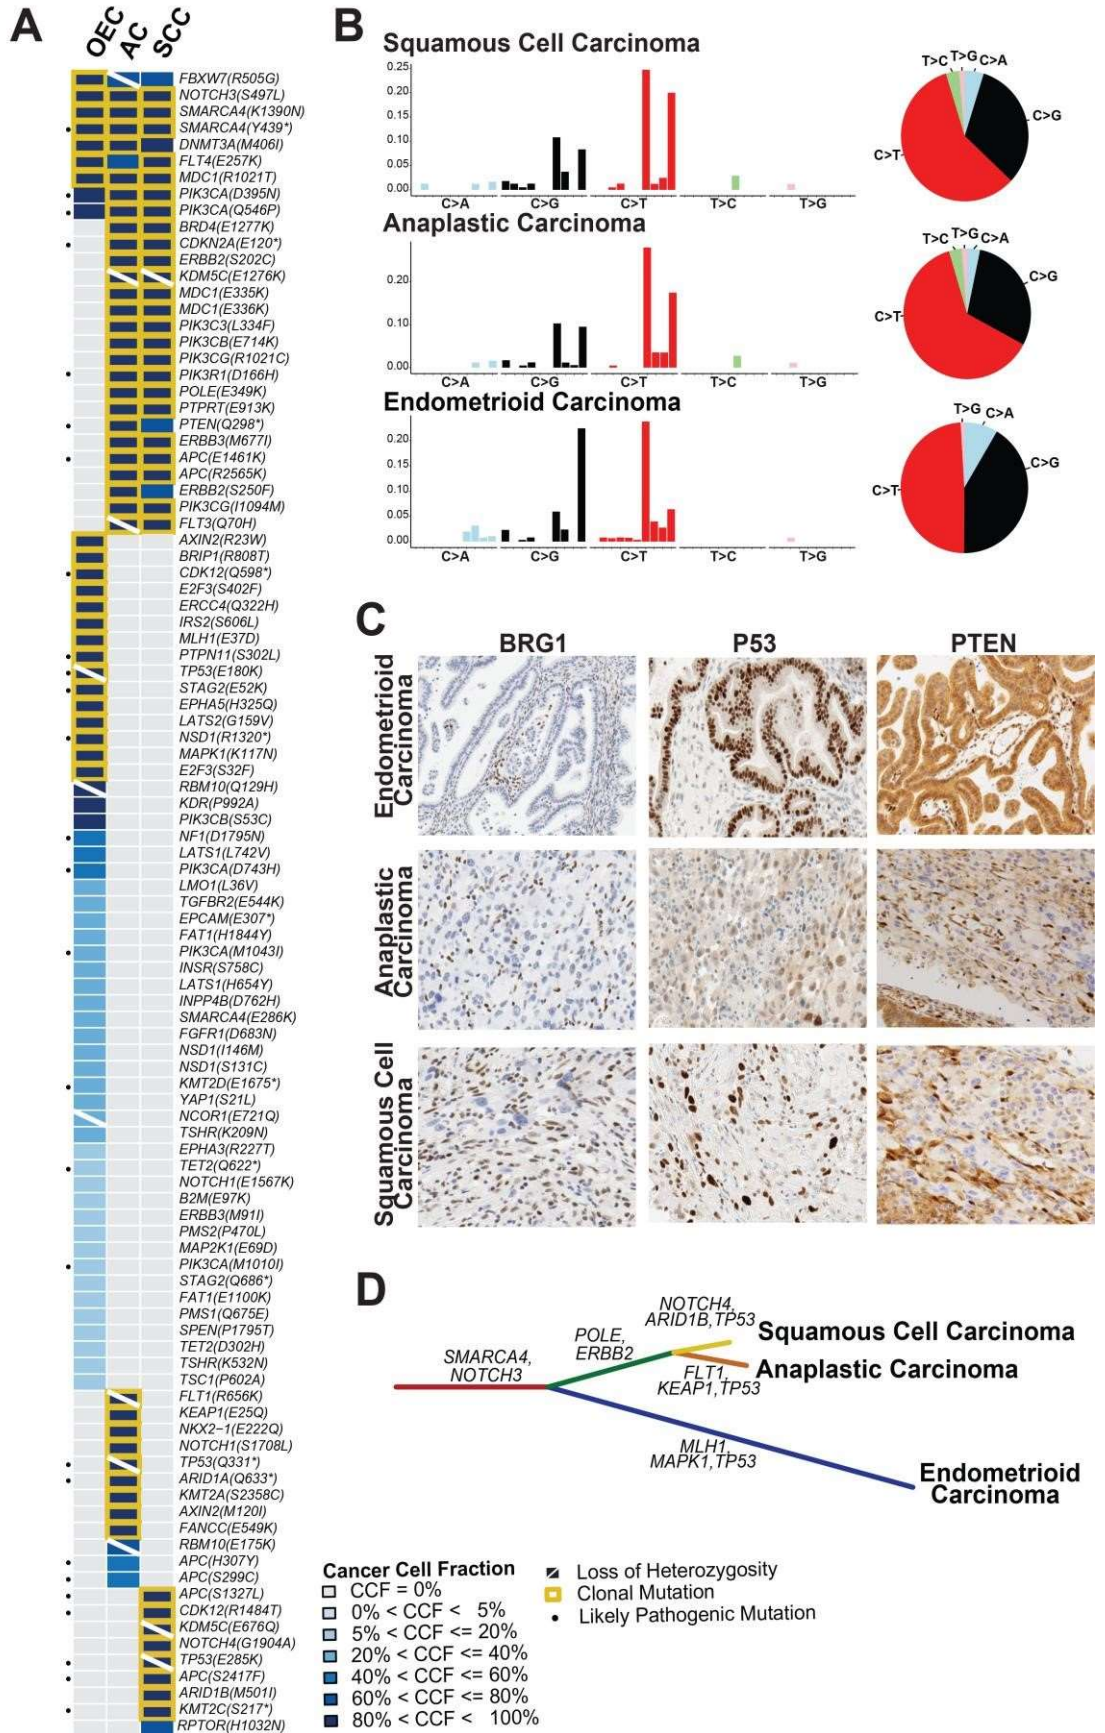 A
OEC
AC
SCC
FBXW7(R505G)
NOTCH3(S497L)
SMARCA4(K1390N)
SMARCA4(Y439*)
DNMT3A(M406I)
FLT4(E257K)
MDC1(R1021T)
PIK3CA(D395N)
PIK3CA(Q546P)
BRD4(E1277K)
CDKN2A(E120*)
ERBB2(S202C)
KDM5C(E1276K)
MDC1(E335K)
MDC1(E336K)
PIK3C3(L334F)
PIK3CB(E714K)
PIK3CG(R1021C)
PIK3R1(D166H)
POLE(E349K)
PTPRT(E913K)
PTEN(Q298*)
ERBB3(M677I)
APC(E1461K)
APC(R2565K)
ERBB2(S250F)
PIK3CG(I1094M)
FLT3(Q70H)
AXIN2(R23W)
BRIP1(R808T)
CDK12(Q598*)
E2F3(S402F)
ERCC4(Q322H)
IRS2(S606L)
MLH1(E37D)
PTPN11(S302L)
TP53(E180K)
STAG2(E52K)
EPHA5(H325Q)
LATS2(G159V)
NSD1(R1320*)
MAPK1(K117N)
E2F3(S32F)
RBM10(Q129H)
KDR(P992A)
PIK3CB(S53C)
NF1(D1795N)
LATS1(L742V)
PIK3CA(D743H)
LMO1(L36V)
TGFBR2(E544K)
EPCAM(E307*)
FAT1(H1844Y)
PIK3CA(M1043I)
INSR(S758C)
LATS1(H654Y)
INPP4B(D762H)
SMARCA4(E286K)
FGFR1(D683N)
NSD1(I146M)
NSD1(S131C)
KMT2D(E1675*)
YAP1(S21L)
NCOR1(E721Q)
TSHR(K209N)
EPHA3(R227T)
TET2(Q622*)
NOTCH1(E1567K)
B2M(E97K)
ERBB3(M91I)
PMS2(P470L)
MAP2K1(E69D)
PIK3CA(M1010I)
STAG2(Q686*)
FAT1(E1100K)
PMS1(Q675E)
SPEN(P1795T)
TET2(D302H)
TSHR(K532N)
TSC1(P602A)
FLT1(R656K)
KEAP1(E25Q)
NKX2−1(E222Q)
NOTCH1(S1708L)
TP53(Q331*)
ARID1A(Q633*)
KMT2A(S2358C)
AXIN2(M120I)
FANCC(E549K)
RBM10(E175K)
APC(H307Y)
APC(S299C)
APC(S1327L)
CDK12(R1484T)
KDM5C(E676Q)
NOTCH4(G1904A)
TP53(E285K)
APC(S2417F)
ARID1B(M501I)
KMT2C(S217*)
RPTOR(H1032N)
B
Squamous Cell Carcinoma
0.25
0.20
0.15
0.10
0.05
0.00
C>A
C>G
C>T
T>C
T>G
T>C
T>G
C>A
C>G
C>T
Anaplastic Carcinoma
0.20
0.10
0.00
C>A
C>G
C>T
T>C
T>G
T>C
T>G
C>A
C>G
C>T
Endometrioid Carcinoma
0.20
0.15
0.10
0.05
0.00
C>A
C>G
C>T
T>C
T>G
T>G
C>A
C>G
C>T
C
BRG1
P53
PTEN
Endometrioid
Carcinoma
Anaplastic
Carcinoma
Squamous Cell
Carcinoma
D
SMARCA4,
NOTCH3
POLE,
ERBB2
NOTCH4,
ARID1B,TP53
Squamous Cell Carcinoma
Anaplastic Carcinoma
FLT1,
KEAP1,TP53
MLH1,
MAPK1,TP53
Endometrioid
Carcinoma
Cancer Cell Fraction
CCF = 0%
0% < CCF < 5%
5% < CCF <= 20%
20% < CCF <= 40%
40% < CCF <= 60%
60% < CCF <= 80%
80% < CCF < 100%
Loss of Heterozygosity
Clonal Mutation
Likely Pathogenic Mutation